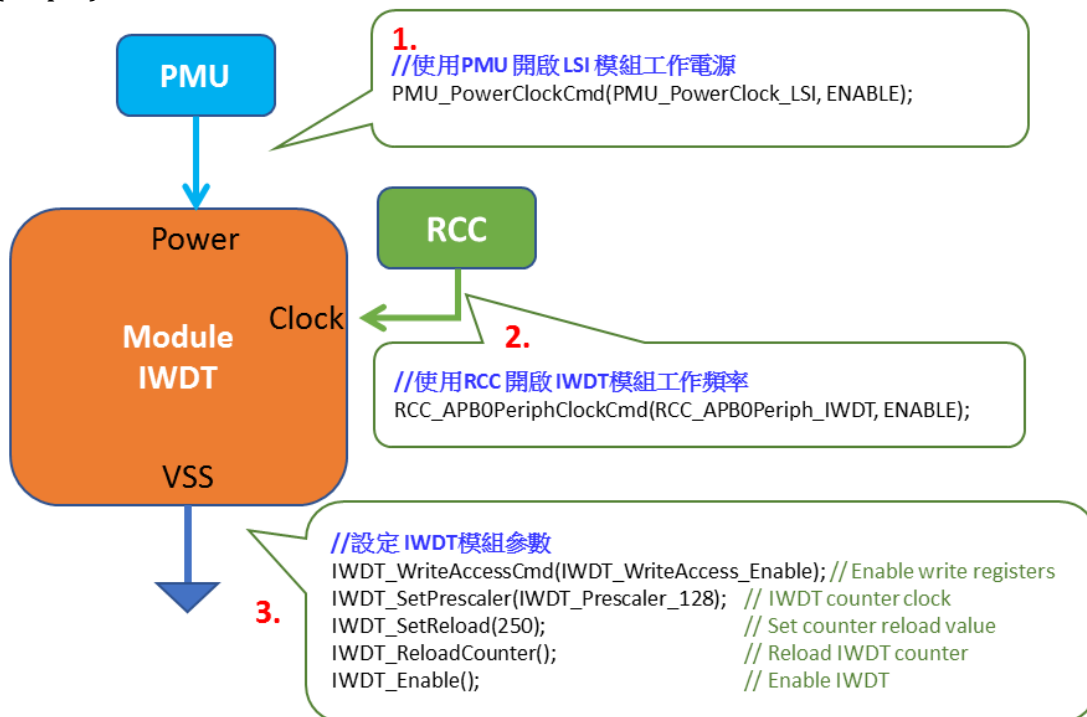 PMU
1.
//使用PMU 開啟 LSI 模組工作電源
PMU_PowerClockCmd(PMU_PowerClock_LSI, ENABLE);
Power
RCC
Clock
Module
IWDT
2.
//使用RCC 開啟 IWDT模組工作頻率
RCC_APB0PeriphClockCmd(RCC_APB0Periph_IWDT, ENABLE);
VSS
3.
//設定 IWDT模組參數
IWDT_WriteAccessCmd(IWDT_WriteAccess_Enable); // Enable write registers
IWDT_SetPrescaler(IWDT_Prescaler_128); // IWDT counter clock
IWDT_SetReload(250); // Set counter reload value
IWDT_ReloadCounter(); // Reload IWDT counter
IWDT_Enable(); // Enable IWDT